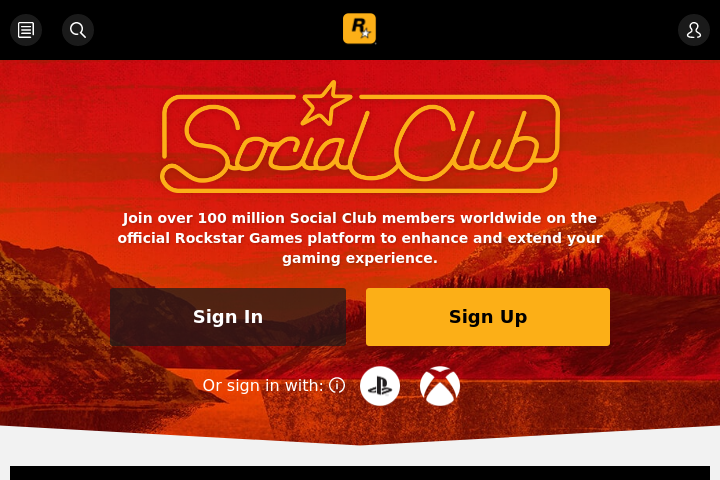 R
Social Club
Join over 100 million Social Club members worldwide on the
official Rockstar Games platform to enhance and extend your
gaming experience.
Sign In
Sign Up
Or sign in with: